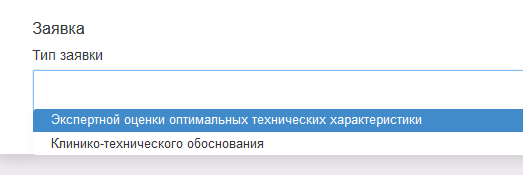 Заявка
Тип заявки
Экспертной оценки оптимальных технических характеристики
Клинико-технического обоснования